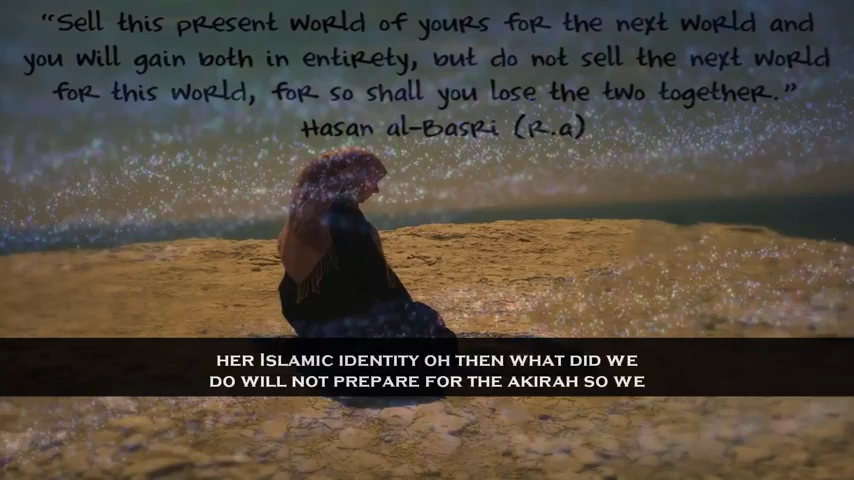 “Sell this present world of yours for the next world and
you will gain both in entirety, but do not sell the next world
for this world, for so shall you lose the two together.”
Hasan al-Basri (R.a)
her Islamic identity oh then what did we
do will not prepare for the akirah so we